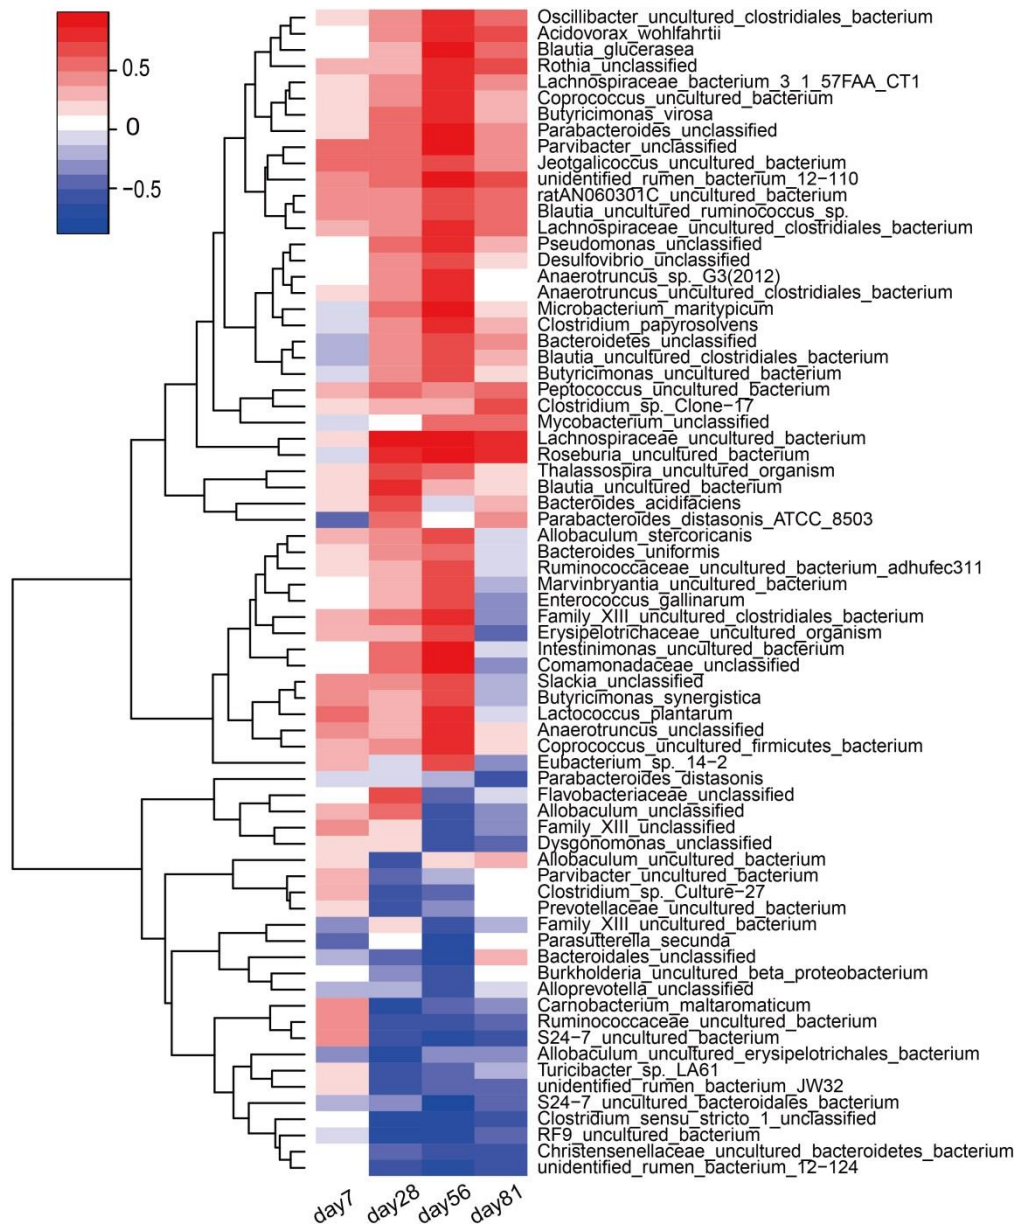 0.5
0
−0.5
Oscillibacter_uncultured_clostridiales_bacterium
Acidovorax_wohlfahrtii
Blautia_glucerasea
Rothia_unclassified
Lachnospiraceae_bacterium_3_1_57FAA_CT1
Coprococcus_uncultured_bacterium
Butyricimonas_virosa
Parabacteroides_unclassified
Parvibacter_unclassified
Jeotgalicoccus_uncultured_bacterium
unidentified_rumen_bacterium_12−110
ratAN060301C_uncultured_bacterium
Blautia_uncultured_ruminococcus_sp.
Lachnospiraceae_uncultured_clostridiales_bacterium
Pseudomonas_unclassified
Desulfovibrio_unclassified
Anaerotruncus_sp._G3(2012)
Anaerotruncus_uncultured_clostridiales_bacterium
Microbacterium_maritypicum
Clostridium_papyrosolvens
Bacteroidetes_unclassified
Blautia_uncultured_clostridiales_bacterium
Butyricimonas_uncultured_bacterium
Peptococcus_uncultured_bacterium
Clostridium_sp._Clone−17
Mycobacterium_unclassified
Lachnospiraceae_uncultured_bacterium
Roseburia_uncultured_bacterium
Thalassospira_uncultured_organism
Blautia_uncultured_bacterium
Bacteroides_acidifaciens
Parabacteroides_distasonis_ATCC_8503
Allobaculum_stercoricanis
Bacteroides_uniformis
Ruminococcaceae_uncultured_bacterium_adhufec311
Marvinbryantia_uncultured_bacterium
Enterococcus_gallinarum
Family_XIII_uncultured_clostridiales_bacterium
Erysipelotrichaceae_uncultured_organism
Intestinimonas_uncultured_bacterium
Comamonadaceae_unclassified
Slackia_unclassified
Butyricimonas_synergistica
Lactococcus_plantarum
Anaerotruncus_unclassified
Coprococcus_uncultured_firmicutes_bacterium
Eubacterium_sp._14−2
Parabacteroides_distasonis
Flavobacteriaceae_unclassified
Allobaculum_unclassified
Family_XIII_unclassified
Dysgonomonas_unclassified
Allobaculum_uncultured_bacterium
Parvibacter_uncultured_bacterium
Clostridium_sp._Culture−27
Prevotellaceae_uncultured_bacterium
Family_XIII_uncultured_bacterium
Parasutterella_secunda
Bacteroidales_unclassified
Burkholderia_uncultured_beta_proteobacterium
Alloprevotella_unclassified
Carnobacterium_maltaromaticum
Ruminococcaceae_uncultured_bacterium
S24−7_uncultured_bacterium
Allobaculum_uncultured_erysipelotrichales_bacterium
Turicibacter_sp._LA61
unidentified_rumen_bacterium_JW32
S24−7_uncultured_bacteroidales_bacterium
Clostridium_sensu_stricto_1_unclassified
RF9_uncultured_bacterium
Christensenellaceae_uncultured_bacteroidetes_bacterium
unidentified_rumen_bacterium_12−124
day7 day28 day56 day81